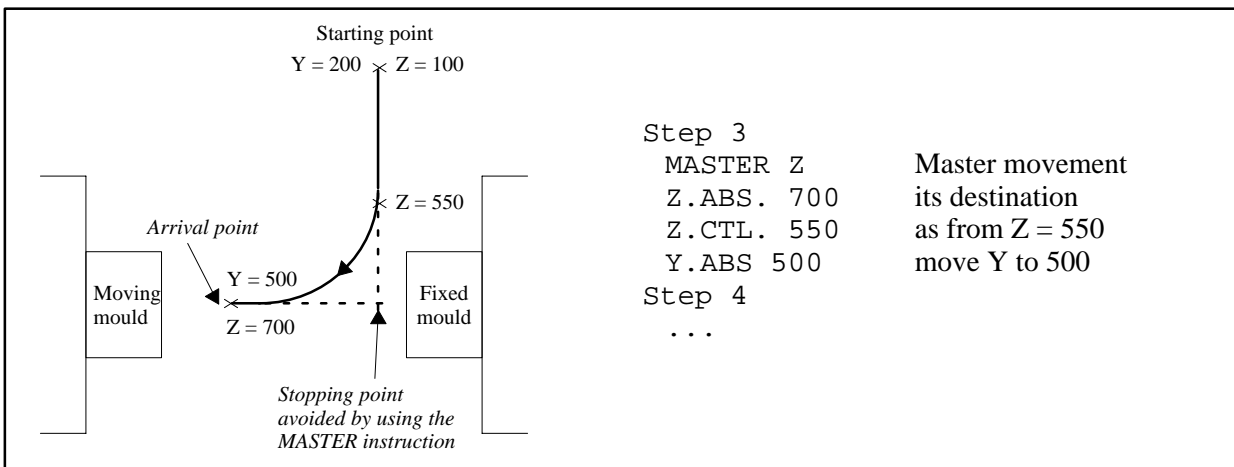 Starting point
Y = 200 Z = 100
Z = 550
Arrival point
Y = 500
Moving
mould
Fixed
mould
Z = 700
Stopping point
avoided by using the
MASTER instruction
Step 3
MASTER Z Master movement
Z.ABS. 700 its destination
Z.CTL. 550 as from Z = 550
Y.ABS 500 move Y to 500
Step 4
...